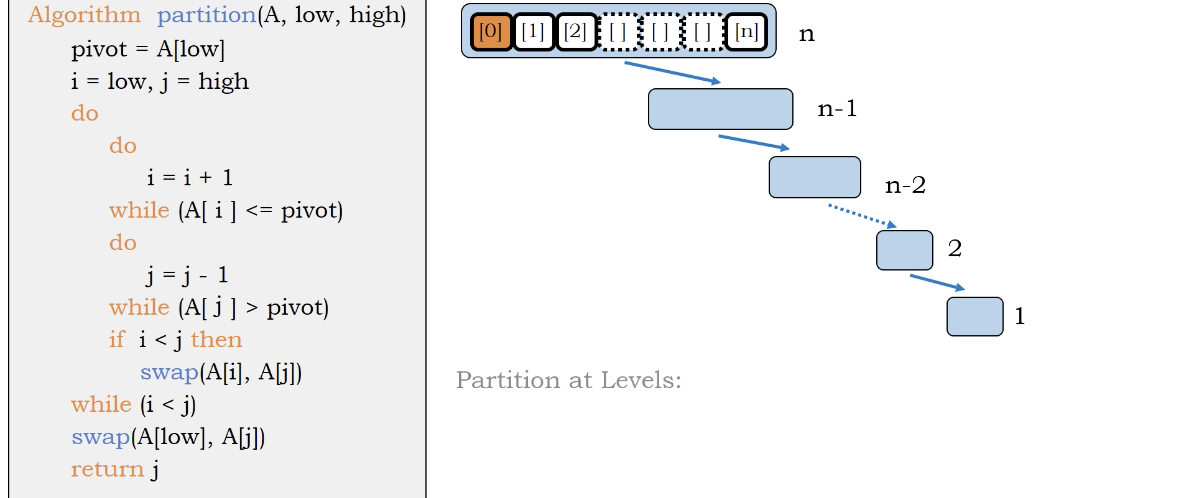 Algorithm partition(A, low, high)
pivot = A[low]
i = low, j = high
do
do
i = i + 1
while (A[ i ] <= pivot)
do
j = j - 1
while (A[ j ] > pivot)
if i < j then
swap(A[i], A[j])
while (i < j)
swap(A[low], A[j])
return j
[0] [1] [2] [ ] [ ] [ ] [n] n
n-1
n-2
2
1
Partition at Levels: